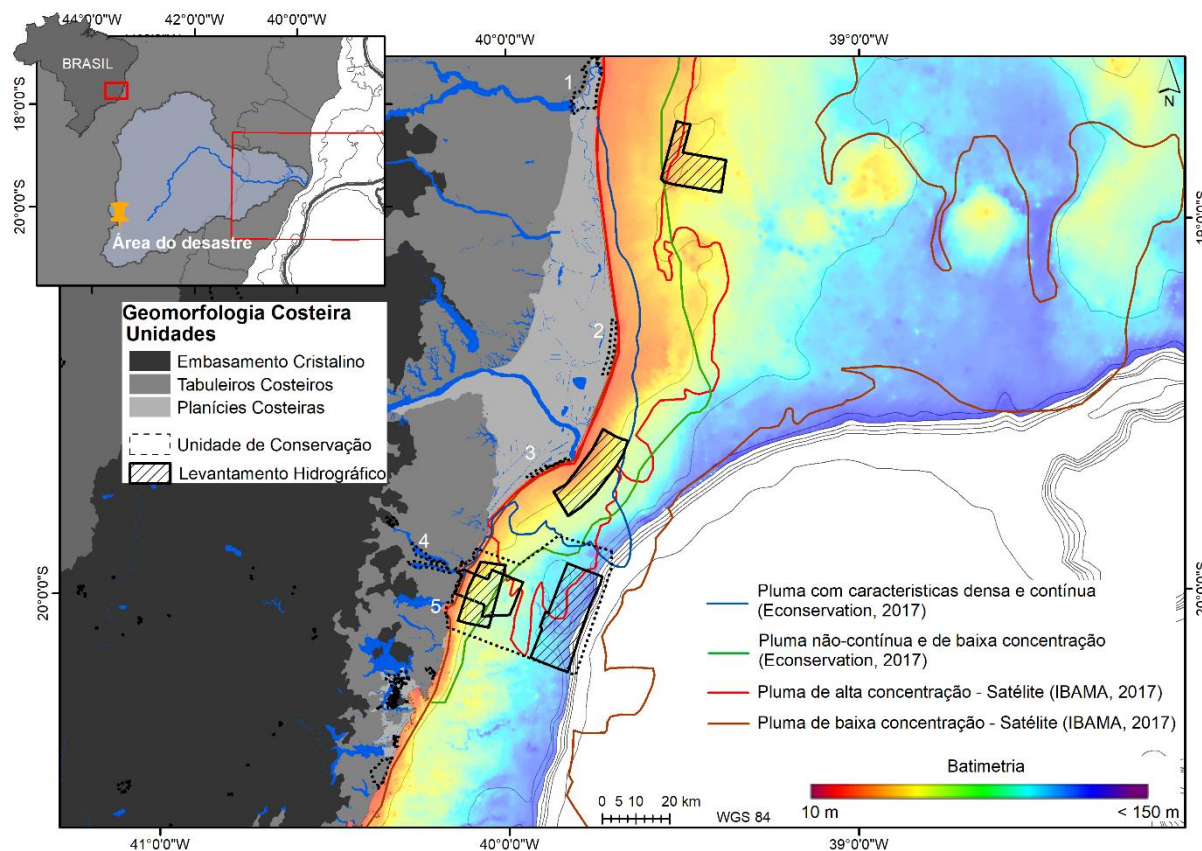 44°0'0"W 42°0'0"W 40°0'0"W
BRASIL
18°0'0"S
20°0'0"S
Área do desastre
40°0'0"W 39°0'0"W
N
1
2
3
4
5
19°0'0"S
20°0'0"S
20°0'0"S
Geomorfologia Costeira
Unidades
Embasamento Cristalino
Tabuleiros Costeiros
Planícies Costeiras
Unidade de Conservação
Levantamento Hidrográfico
Pluma com caracteristicas densa e contínua
(Econservation, 2017)
Pluma não-contínua e de baixa concentração
(Econservation, 2017)
Pluma de alta concentração - Satélite (IBAMA, 2017)
Pluma de baixa concentração - Satélite (IBAMA, 2017)
Batimetria
10 m < 150 m
0 5 10 20 km
WGS 84
41°0'0"W 40°0'0"W 39°0'0"W